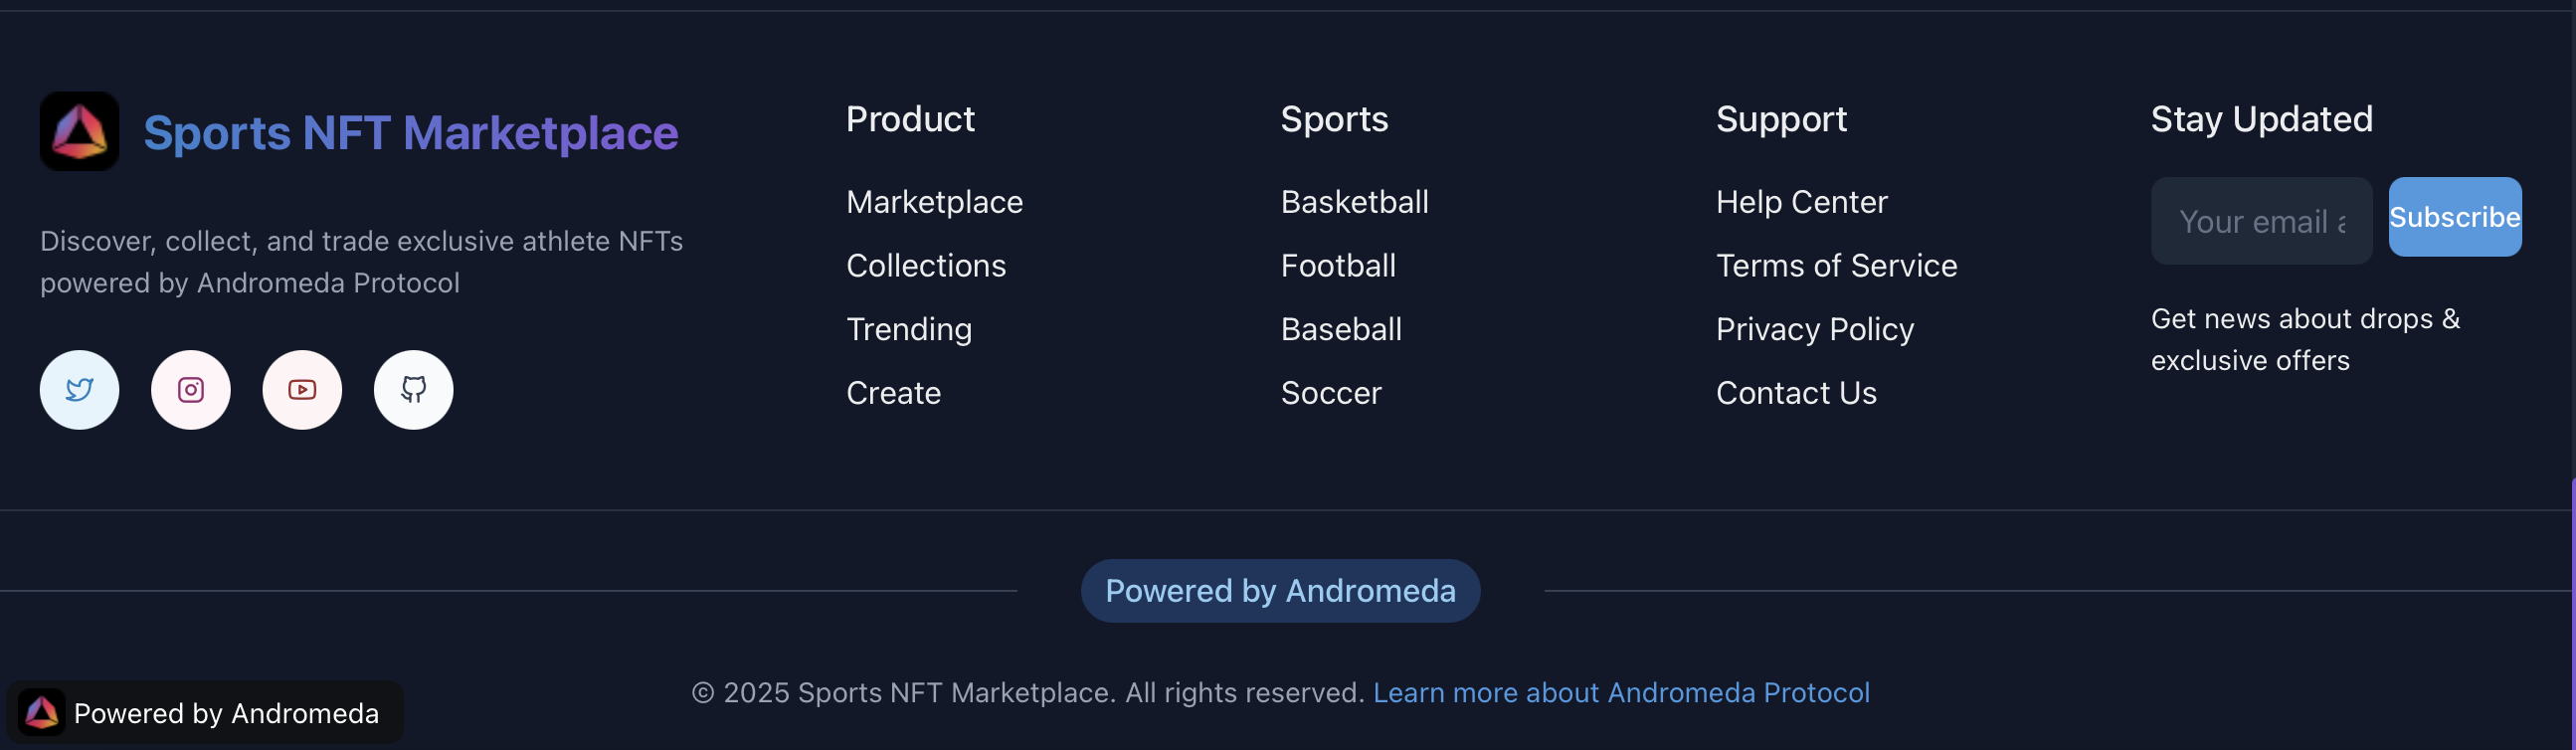 Sports NFT Marketplace
Discover, collect, and trade exclusive athlete NFTs
powered by Andromeda Protocol
Product
Marketplace
Collections
Trending
Create
Sports
Basketball
Football
Baseball
Soccer
Support
Help Center
Terms of Service
Privacy Policy
Contact Us
Stay Updated
Your email
Subscribe
Get news about drops &
exclusive offers
Powered by Andromeda
© 2025 Sports NFT Marketplace. All rights reserved. Learn more about Andromeda Protocol
Powered by Andromeda